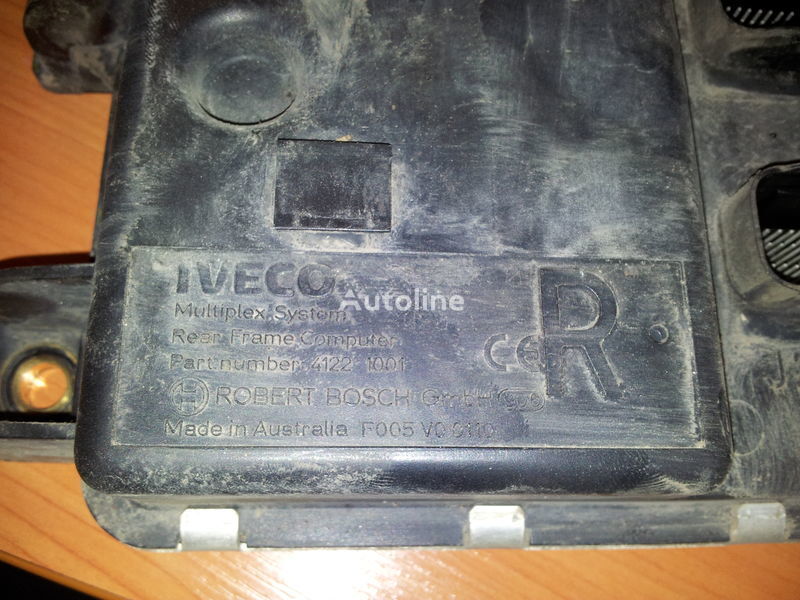 IVECO
Autoline
Multiplex System
Rear Frame Computer
Part number 4122 1001
CE R
ROBERT BOSCH GmbH
Made in Australia F005 V0 0110